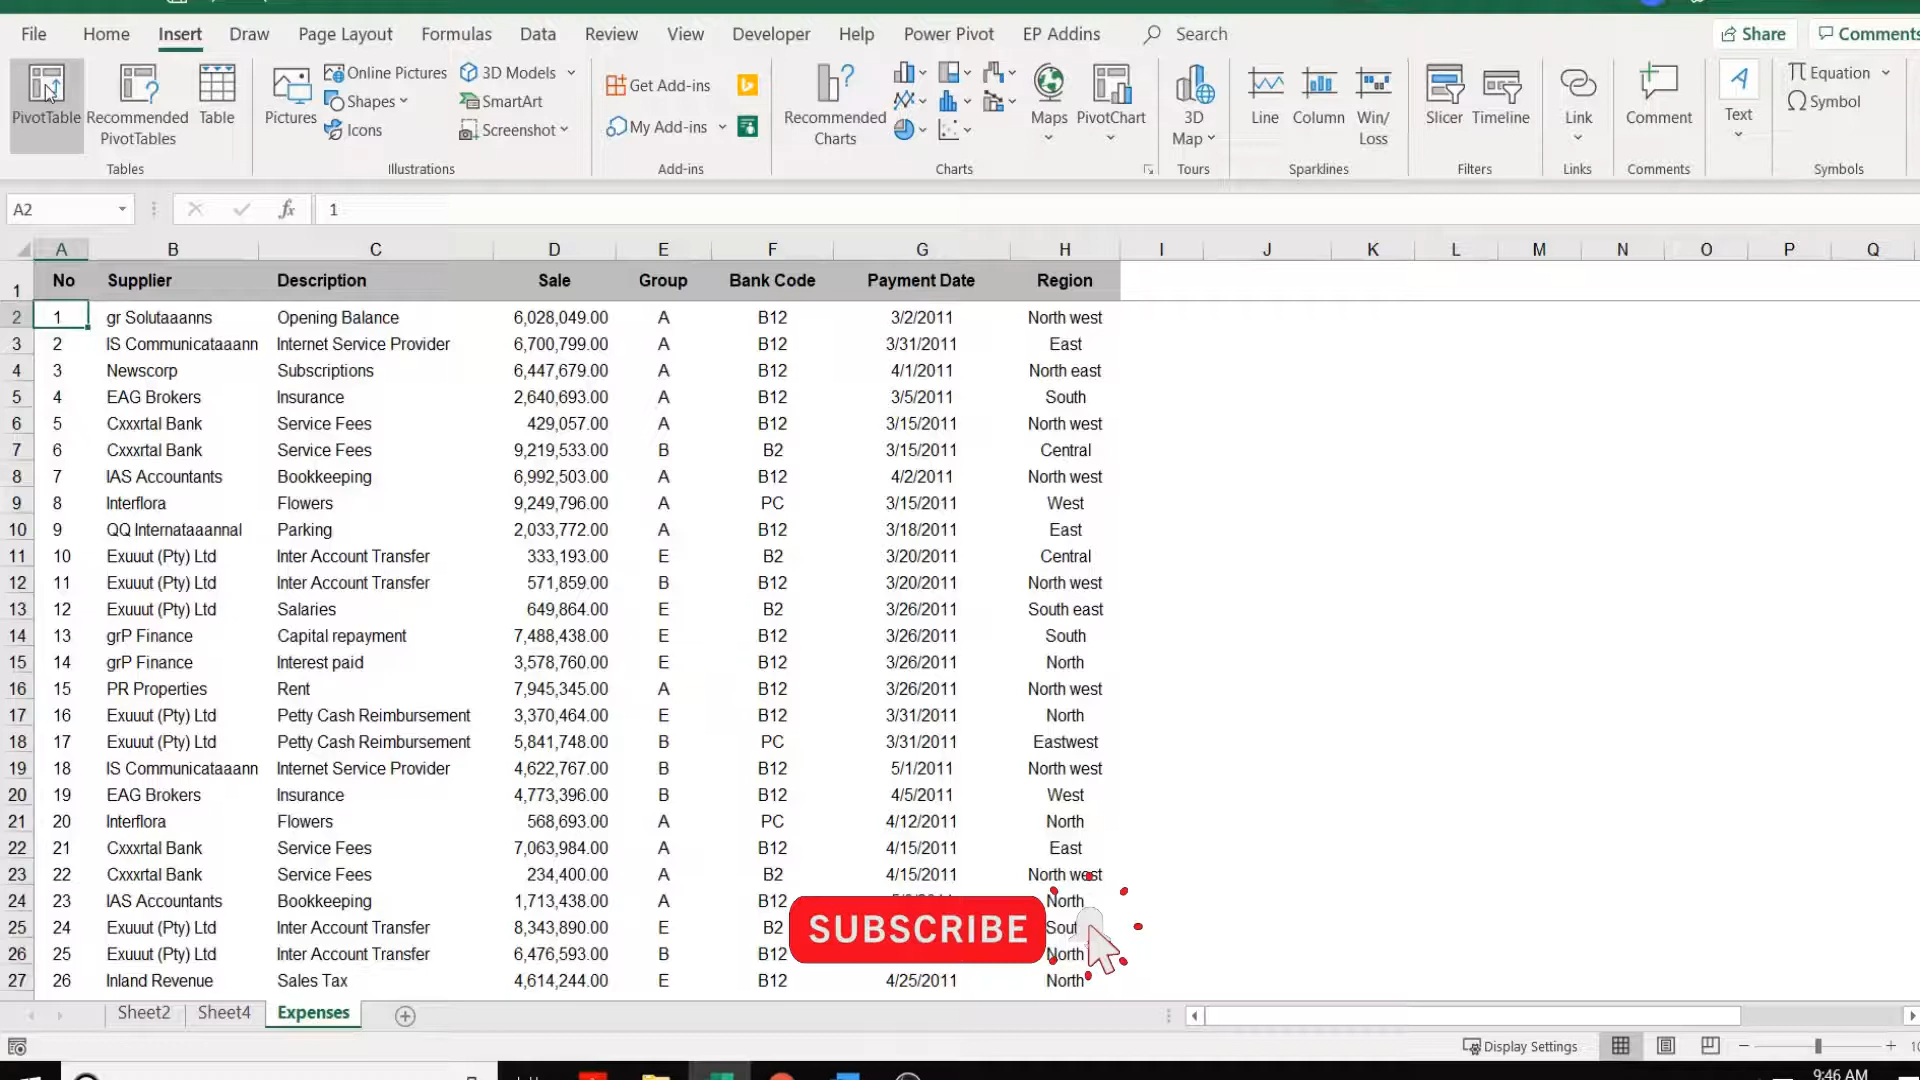 File Home Insert Draw Page Layout Formulas Data Review View Developer Help Power Pivot EP Addins Search Share Comments
PivotTable Recommended PivotTables Table Pictures Online Pictures Shapes Icons 3D Models SmartArt Screenshot Get Add-ins My Add-ins Recommended Charts Maps PivotChart 3D Map Line Column Win/Loss Slicer Timeline Link Comment Text Equation Symbol
Tables Illustrations Add-ins Charts Tours Sparklines Filters Links Comments Symbols
A2 fx 1
A B C D E F G H I J K L M N O P Q
1 No Supplier Description Sale Group Bank Code Payment Date Region
2 1 gr Solutaaanns Opening Balance 6,028,049.00 A B12 3/2/2011 North west
3 2 IS Communicataaann Internet Service Provider 6,700,799.00 A B12 3/31/2011 East
4 3 Newscorp Subscriptions 6,447,679.00 A B12 4/1/2011 North east
5 4 EAG Brokers Insurance 2,640,693.00 A B12 3/5/2011 South
6 5 Cxxxrtal Bank Service Fees 429,057.00 A B12 3/15/2011 North west
7 6 Cxxxrtal Bank Service Fees 9,219,533.00 B B2 3/15/2011 Central
8 7 IAS Accountants Bookkeeping 6,992,503.00 A B12 4/2/2011 North west
9 8 Interflora Flowers 9,249,796.00 A PC 3/15/2011 West
10 9 QQ Internataaannal Parking 2,033,772.00 A B12 3/18/2011 East
11 10 Exuuut (Pty) Ltd Inter Account Transfer 333,193.00 E B2 3/20/2011 Central
12 11 Exuuut (Pty) Ltd Inter Account Transfer 571,859.00 B B12 3/20/2011 North west
13 12 Exuuut (Pty) Ltd Salaries 649,864.00 E B2 3/26/2011 South east
14 13 grP Finance Capital repayment 7,488,438.00 E B12 3/26/2011 South
15 14 grP Finance Interest paid 3,578,760.00 E B12 3/26/2011 North
16 15 PR Properties Rent 7,945,345.00 A B12 3/26/2011 North west
17 16 Exuuut (Pty) Ltd Petty Cash Reimbursement 3,370,464.00 E B12 3/31/2011 North
18 17 Exuuut (Pty) Ltd Petty Cash Reimbursement 5,841,748.00 B PC 3/31/2011 Eastwest
19 18 IS Communicataaann Internet Service Provider 4,622,767.00 B B12 5/1/2011 North west
20 19 EAG Brokers Insurance 4,773,396.00 B B12 4/5/2011 West
21 20 Interflora Flowers 568,693.00 A PC 4/12/2011 North
22 21 Cxxxrtal Bank Service Fees 7,063,984.00 A B12 4/15/2011 East
23 22 Cxxxrtal Bank Service Fees 234,400.00 A B2 4/15/2011 North west
24 23 IAS Accountants Bookkeeping 1,713,438.00 A B12 North
25 24 Exuuut (Pty) Ltd Inter Account Transfer 8,343,890.00 E B2
SUBSCRIBE
26 25 Exuuut (Pty) Ltd Inter Account Transfer 6,476,593.00 B B12 North
27 26 Inland Revenue Sales Tax 4,614,244.00 E B12 4/25/2011 North
Sheet2 Sheet4 Expenses
Display Settings
9:46 AM